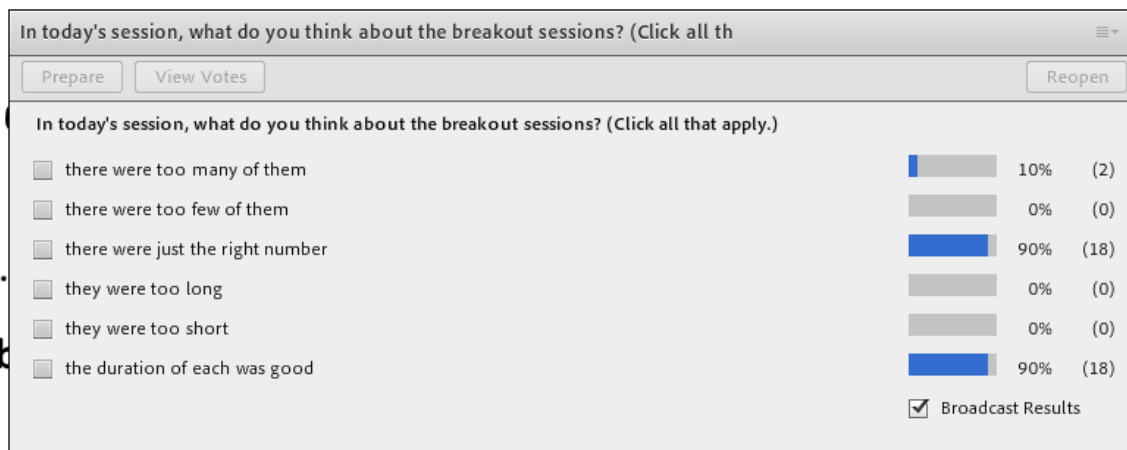 In today's session, what do you think about the breakout sessions? (Click all th
Prepare View Votes Reopen
In today's session, what do you think about the breakout sessions? (Click all that apply.)
there were too many of them 10% (2)
there were too few of them 0% (0)
there were just the right number 90% (18)
they were too long 0% (0)
they were too short 0% (0)
the duration of each was good 90% (18)
Broadcast Results